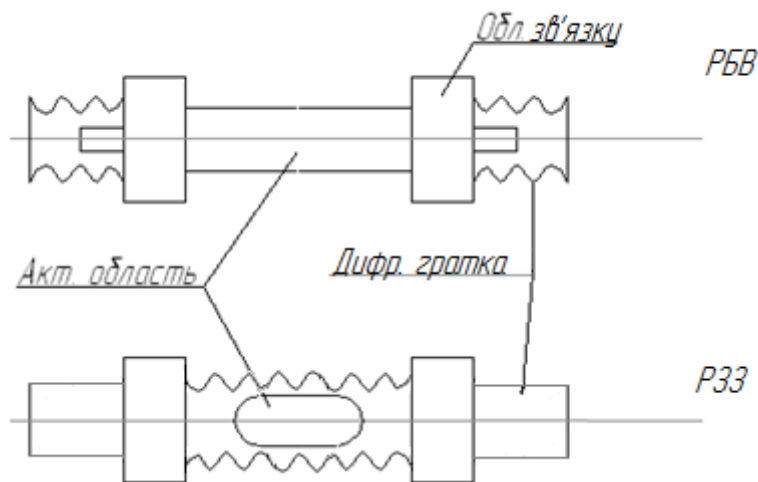 Обл. зв'язку
РБВ
Акт. область
Дифр. гратка
РЗЗ